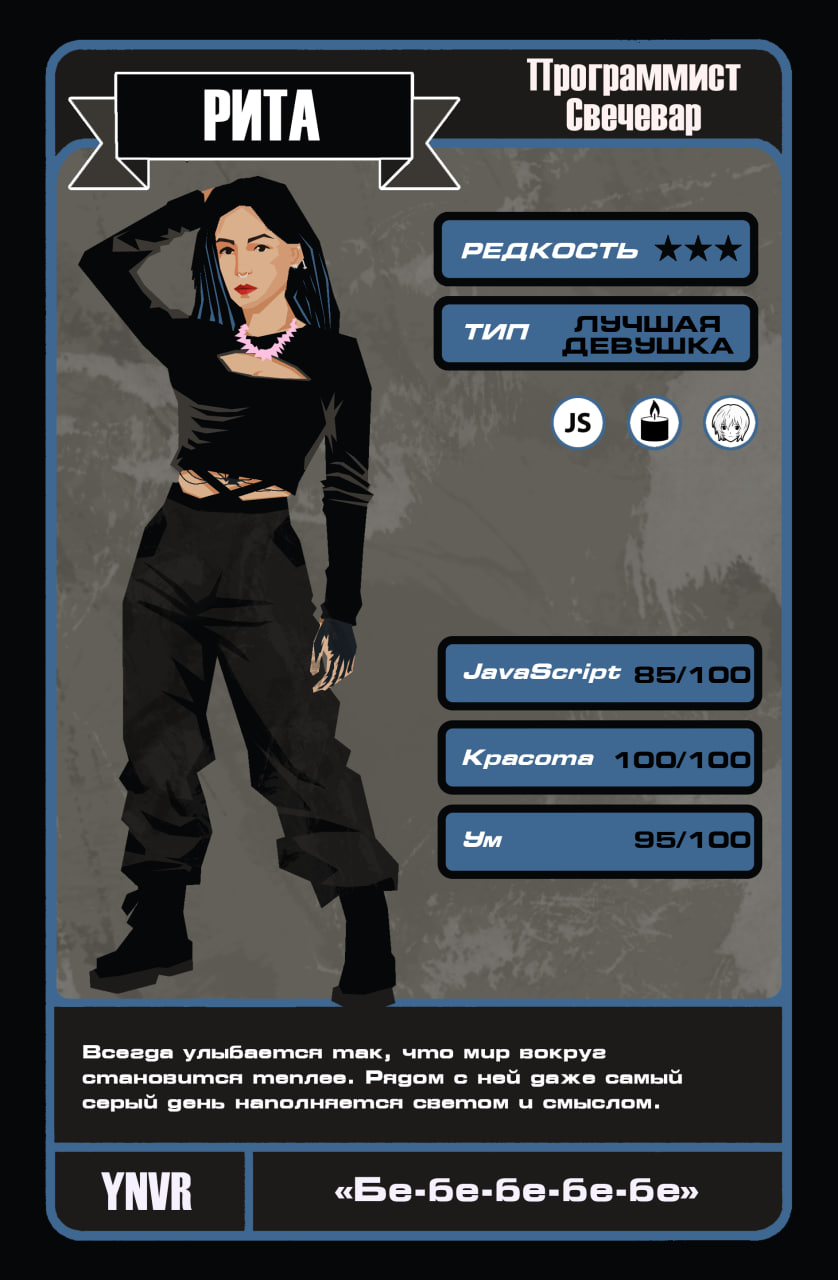 РИТА
Программист
Свечевар
РЕДКОСТЬ ★★★
ТИП ЛУЧШАЯ
ДЕВУШКА
JS
JavaScript 85/100
Красота 100/100
Ум 95/100
Всегда улыбается так, что мир вокруг
становится теплее. Рядом с ней даже самый
серый день наполняется светом и смыслом.
YNVR
«Бе-бе-бе-бе-бе»